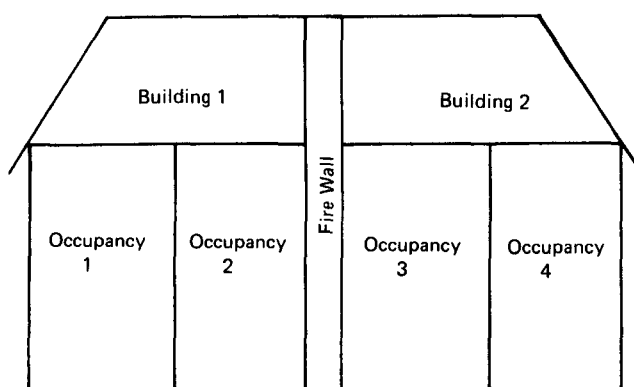 Building 1
Building 2
Fire Wall
Occupancy
1
Occupancy
2
Occupancy
3
Occupancy
4